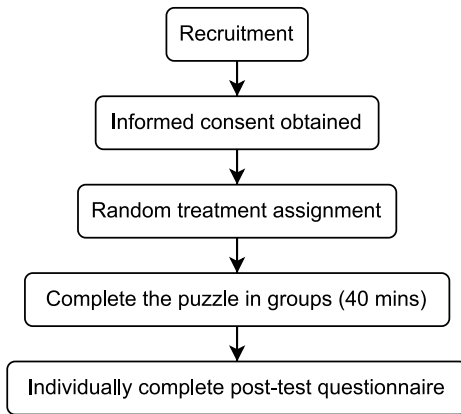 Recruitment
Informed consent obtained
Random treatment assignment
Complete the puzzle in groups (40 mins)
Individually complete post-test questionnaire